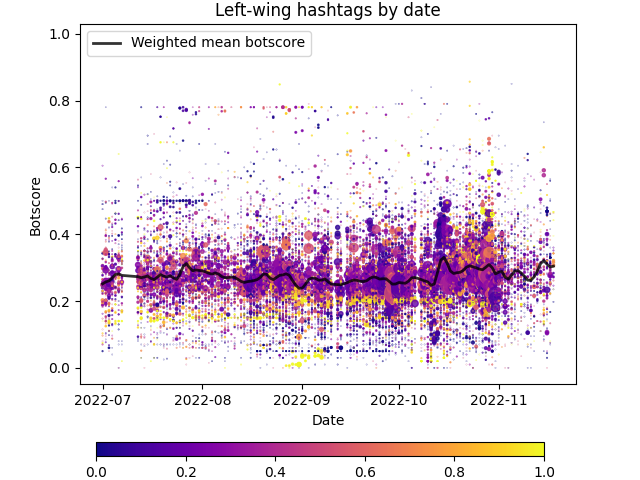 Left-wing hashtags by date
Weighted mean botscore
1.0
0.8
0.6
0.4
0.2
0.0
Botscore
2022-07 2022-08 2022-09 2022-10 2022-11
Date
0.0 0.2 0.4 0.6 0.8 1.0